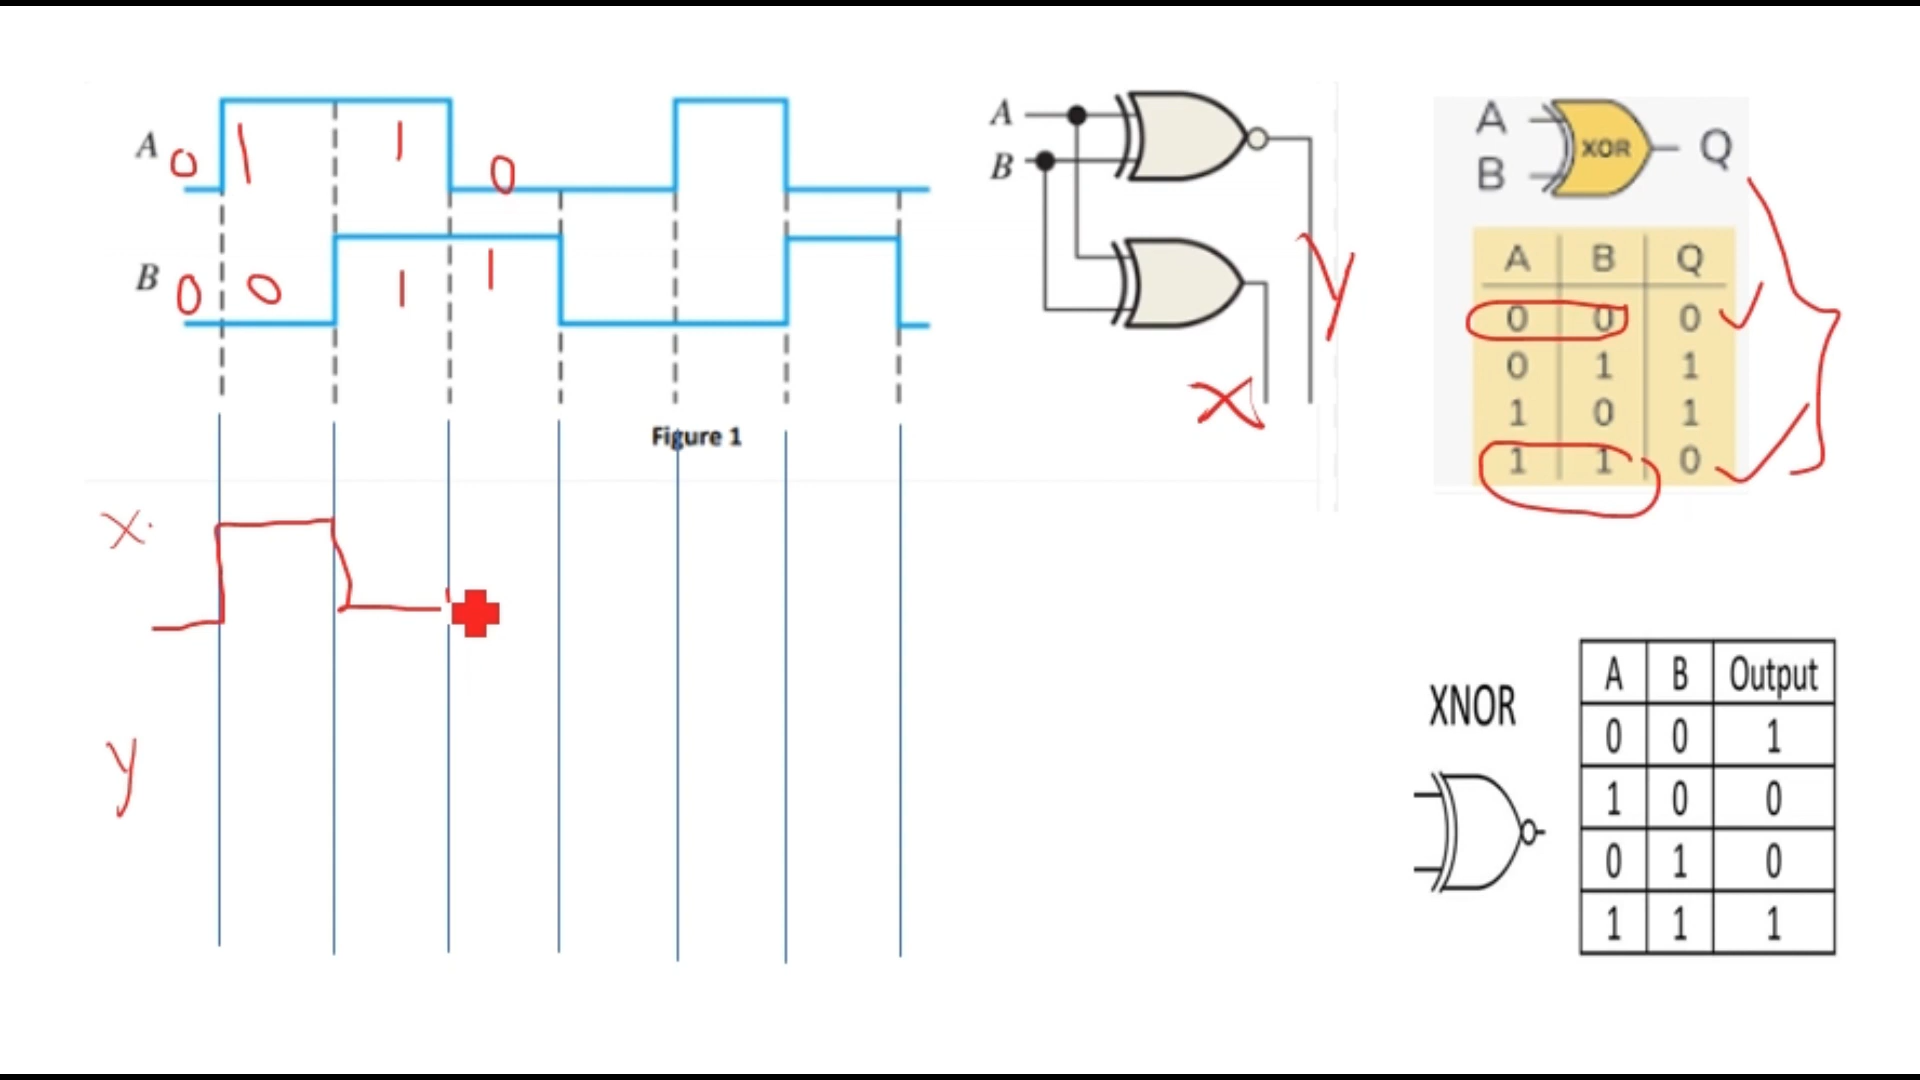 A 0 1 1 0
B 0 0 1 1
Figure 1
x
y
A
B
y
x
A
B
XOR
Q
A B Q
0 0 0
0 1 1
1 0 1
1 1 0
XNOR
A B Output
0 0 1
1 0 0
0 1 0
1 1 1